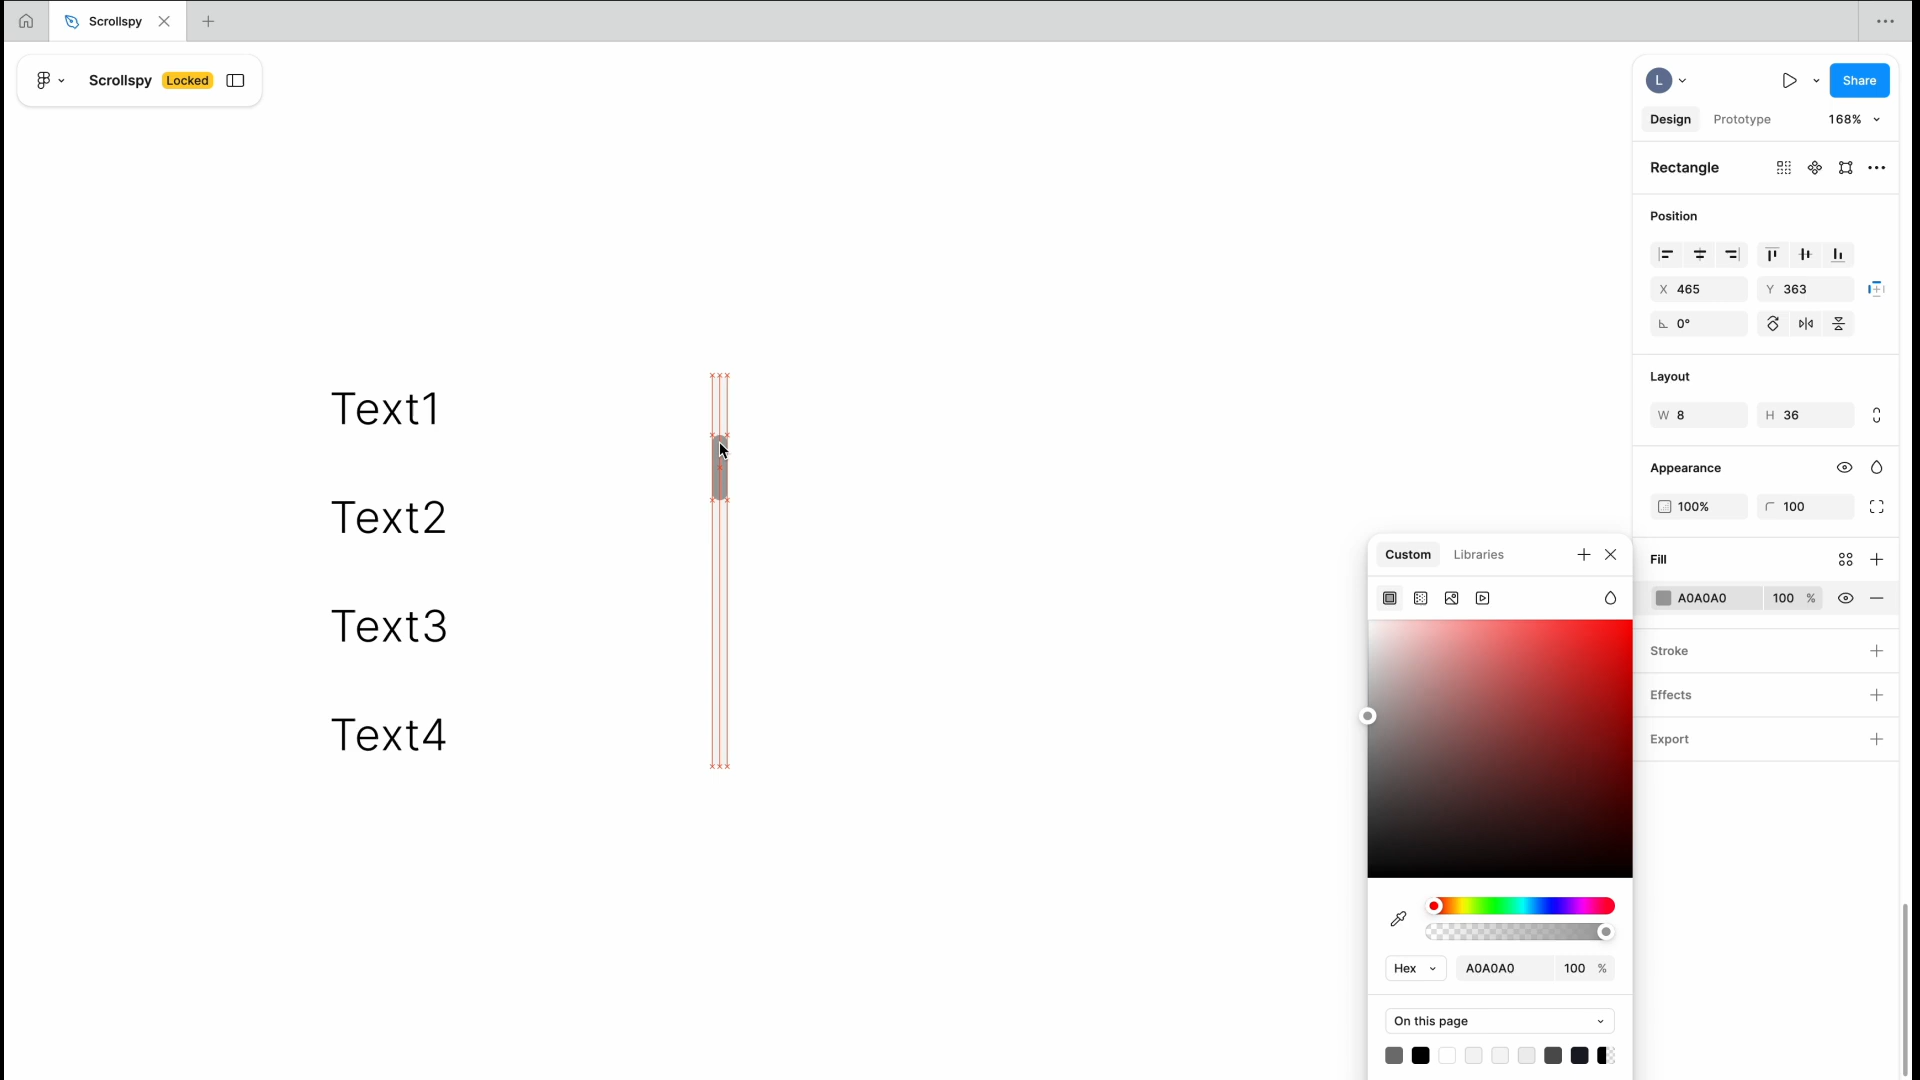 Scrollspy
Scrollspy Locked
L
Share
Design Prototype 168%
Rectangle
Position
X 465 Y 363
0°
Layout
W 8 H 36
Appearance
100% 100
Fill
A0A0A0 100 %
Stroke
Effects
Export
Text1
Text2
Text3
Text4
Custom Libraries
Hex A0A0A0 100 %
On this page